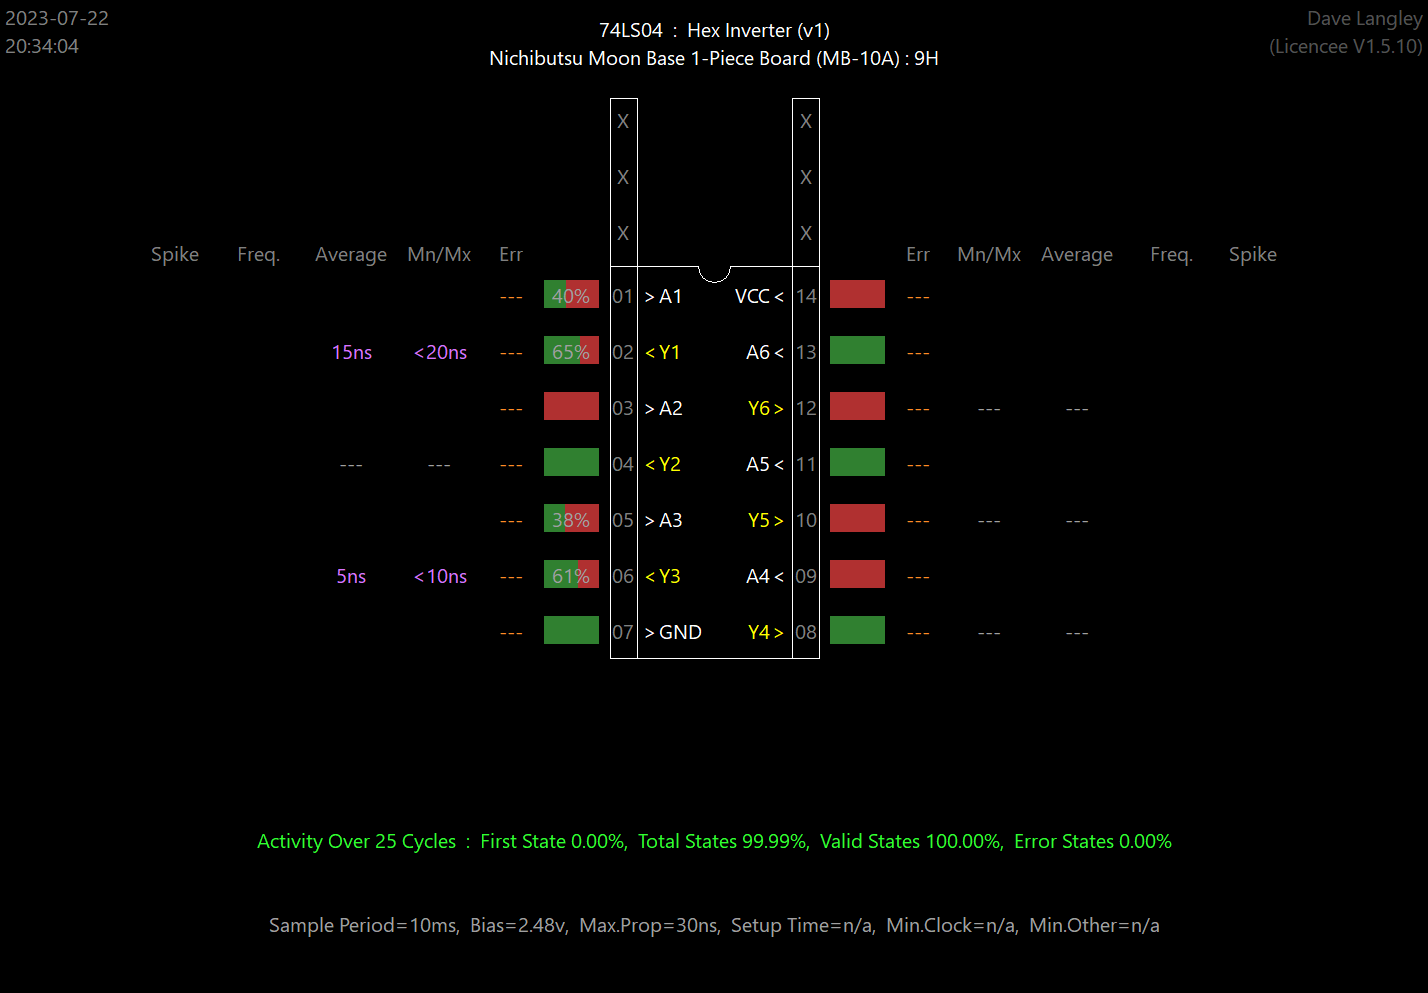 2023-07-22
20:34:04
74LS04 : Hex Inverter (v1)
Nichibutsu Moon Base 1-Piece Board (MB-10A) : 9H
Dave Langley
(Licencee V1.5.10)
X X
X X
X X
Spike Freq. Average Mn/Mx Err Err Mn/Mx Average Freq. Spike
--- 40% 01 >A1 VCC< 14 ---
15ns <20ns --- 65% 02 <Y1 A6< 13 ---
--- 03 >A2 Y6> 12 --- --- ---
--- --- --- 04 <Y2 A5< 11 ---
--- 38% 05 >A3 Y5> 10 --- --- ---
5ns <10ns --- 61% 06 <Y3 A4< 09 ---
--- 07 >GND Y4> 08 --- --- ---
Activity Over 25 Cycles : First State 0.00%, Total States 99.99%, Valid States 100.00%, Error States 0.00%
Sample Period=10ms, Bias=2.48v, Max.Prop=30ns, Setup Time=n/a, Min.Clock=n/a, Min.Other=n/a